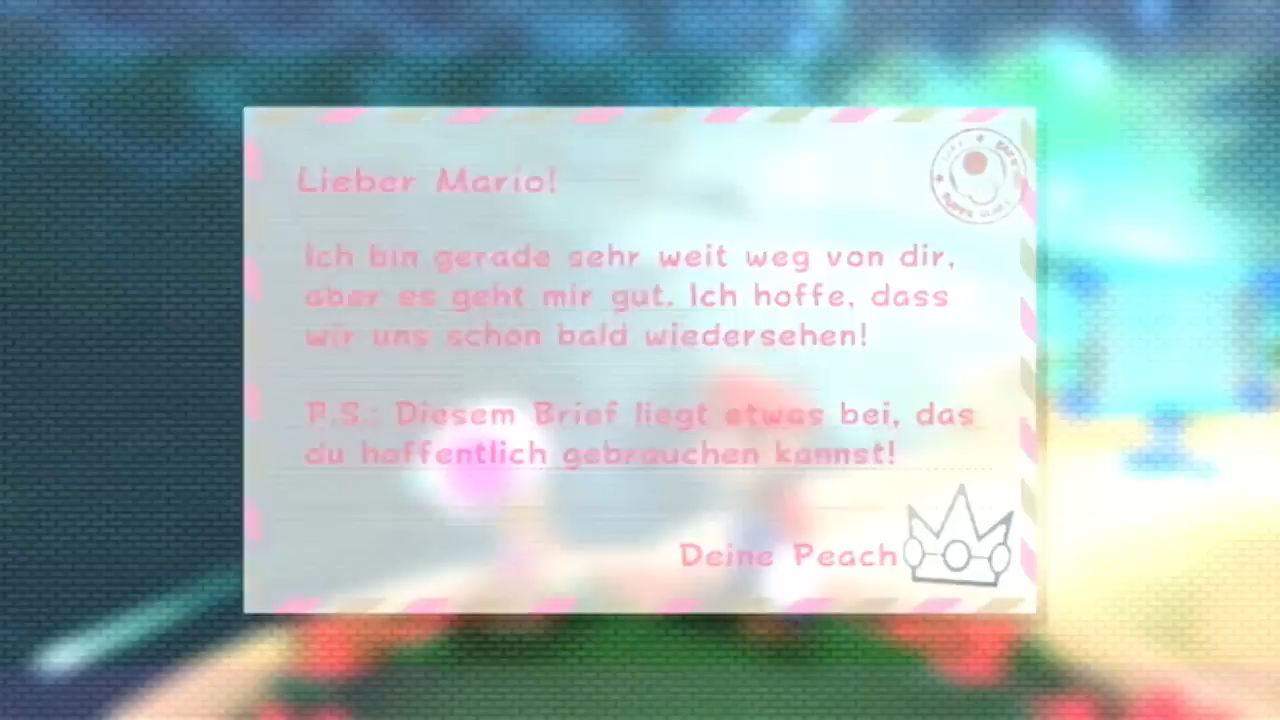 Lieber Mario!
Ich bin gerade sehr weit weg von dir,
aber es geht mir gut. Ich hoffe, dass
wir uns schon bald wiedersehen!
P.S.: Diesem Brief liegt etwas bei, das
du hoffentlich gebrauchen kannst!
Deine Peach